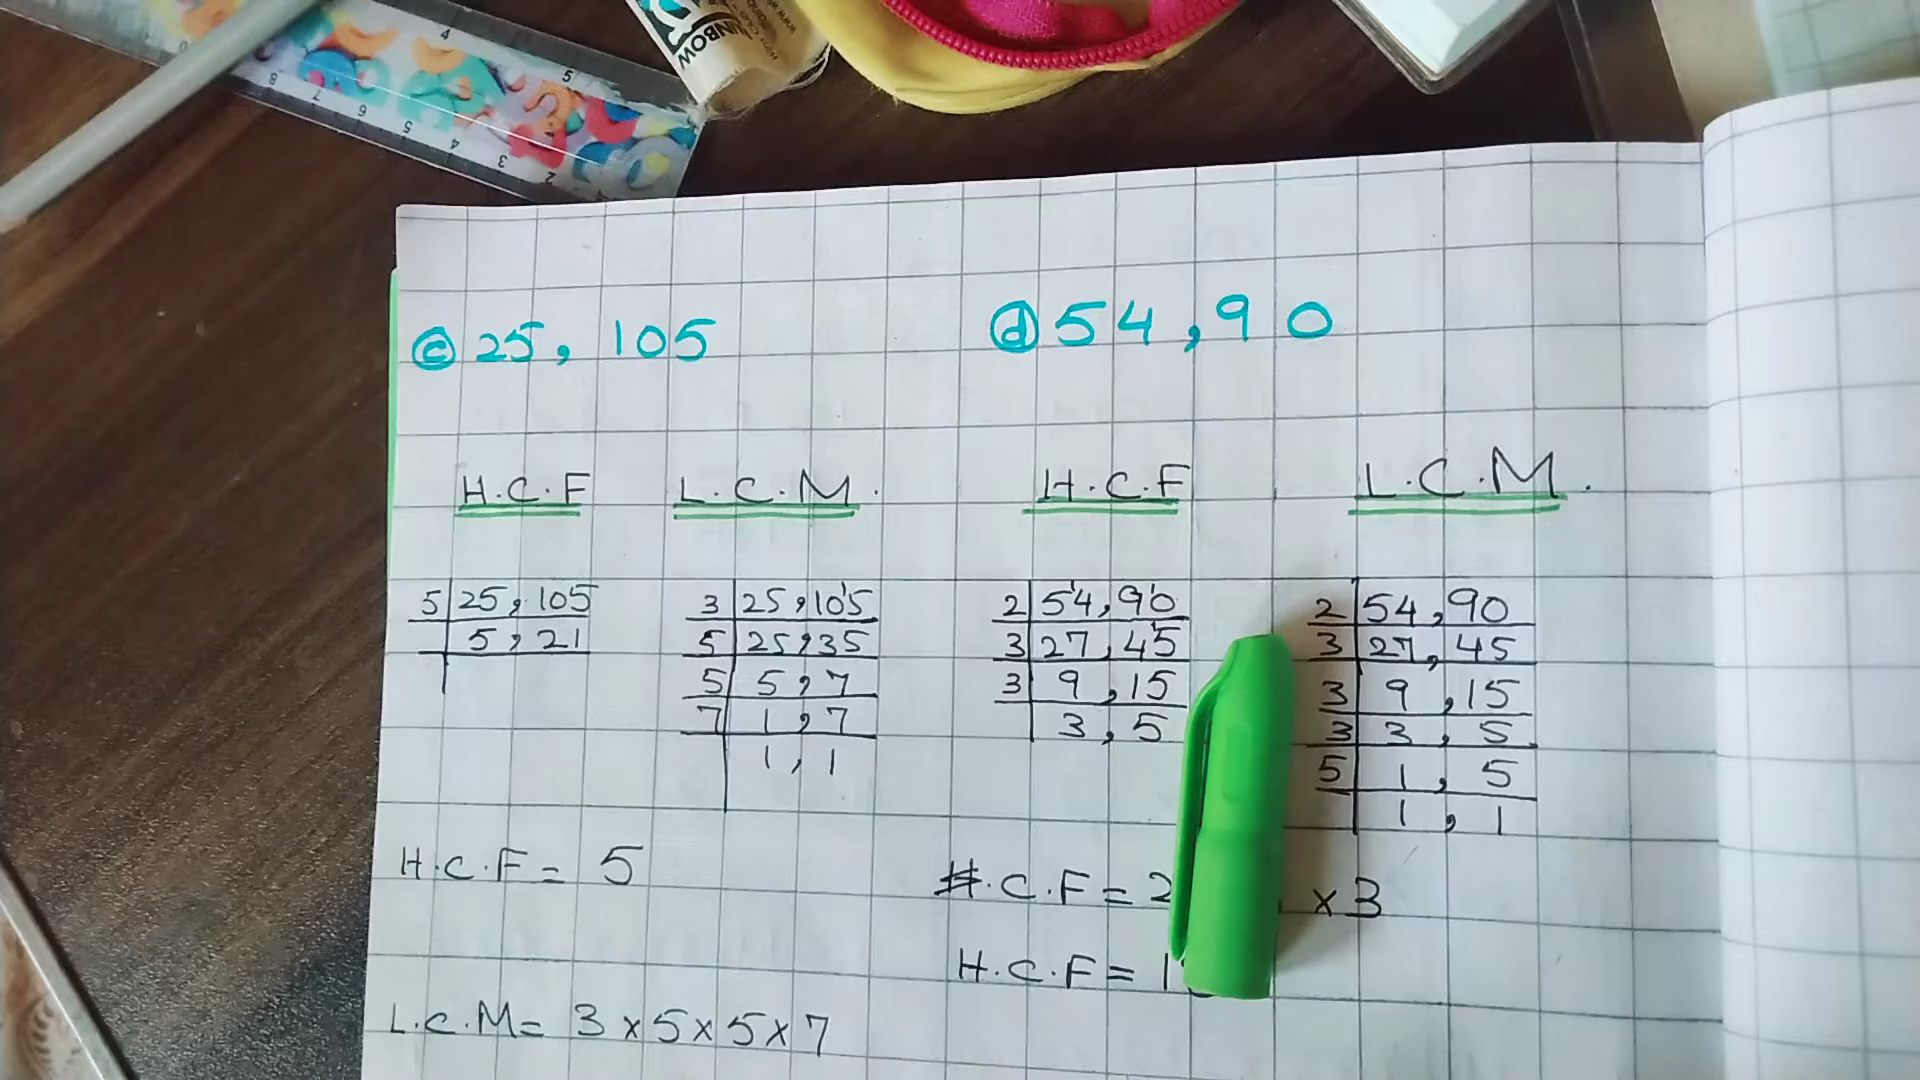 RAINBOW
ⓒ 25, 105
H.C.F L.C.M.
5 25, 105
5, 21
3 25, 105
5 25, 35
5 5, 7
7 1, 7
1, 1
H.C.F = 5
L.C.M = 3 x 5 x 5 x 7
ⓓ 54, 90
H.C.F L.C.M.
2 54, 90
3 27, 45
3 9, 15
3, 5
2 54, 90
3 27, 45
3 9, 15
3 3, 5
5 1, 5
1, 1
H.C.F = 2 x 3
H.C.F = 1